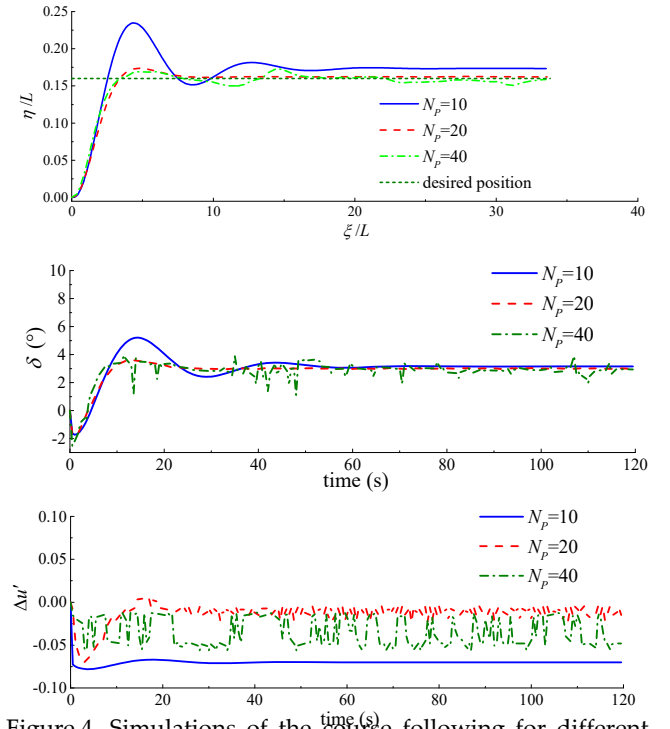 0.25
0.20
0.15
0.10
0.05
0.00
η /L
N_P=10
N_P=20
N_P=40
desired position
0 10 20 30 40
ξ /L
10
8
6
4
2
0
-2
δ (°)
N_P=10
N_P=20
N_P=40
0 20 40 60 80 100 120
time (s)
0.10
0.05
0.00
-0.05
-0.10
Δu′
N_P=10
N_P=20
N_P=40
0 20 40 60 80 100 120
time (s)
Figure 4. Simulations of the course following for different